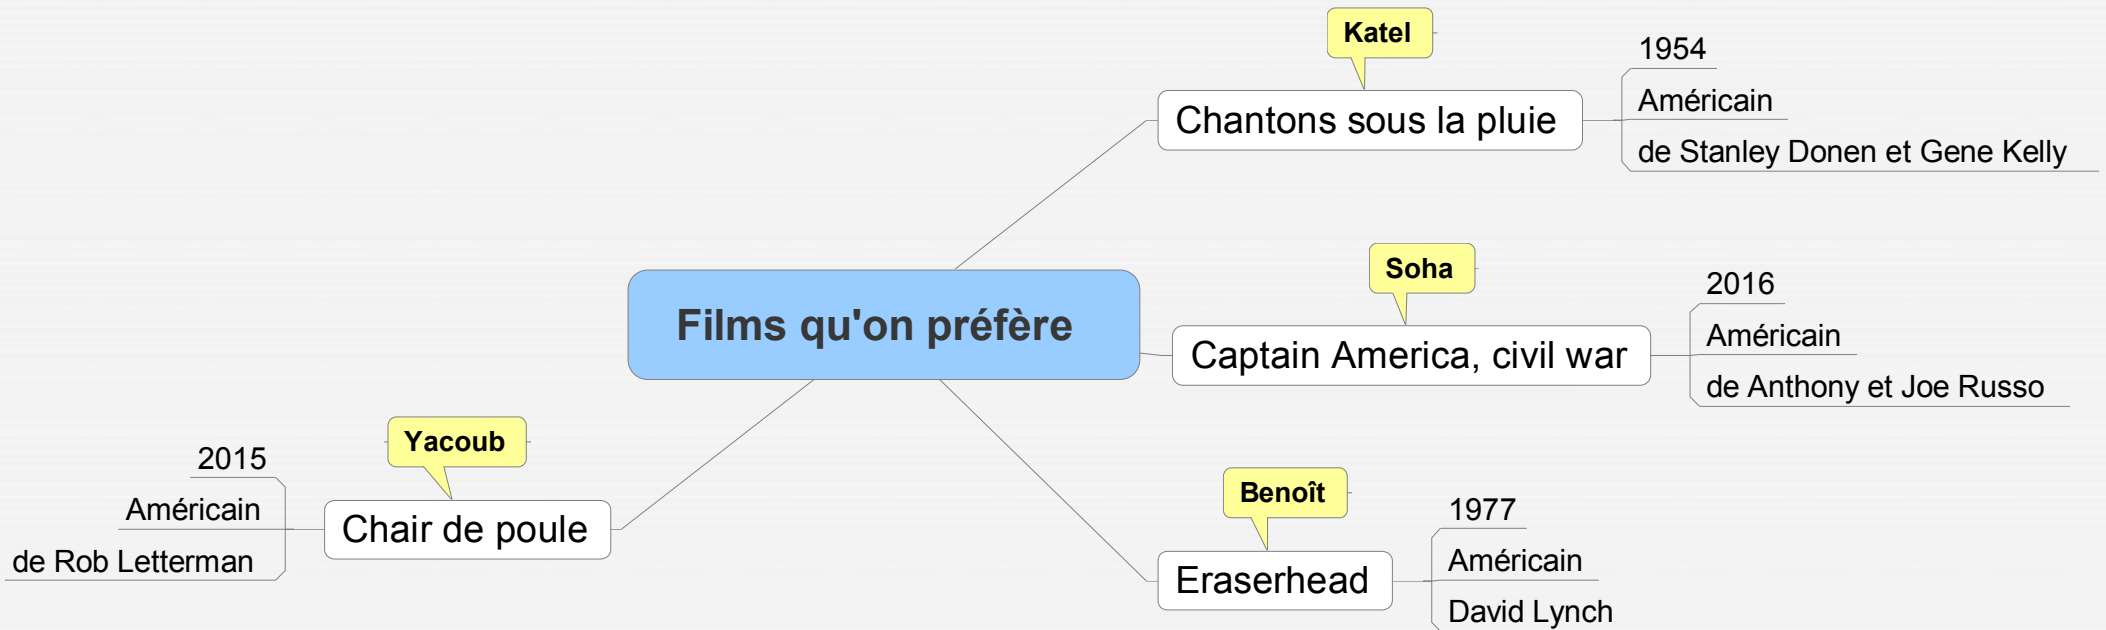 Films qu'on préfère
Katel
Chantons sous la pluie
1954
Américain
de Stanley Donen et Gene Kelly
Soha
Captain America, civil war
2016
Américain
de Anthony et Joe Russo
Benoît
Eraserhead
1977
Américain
David Lynch
Yacoub
Chair de poule
2015
Américain
de Rob Letterman